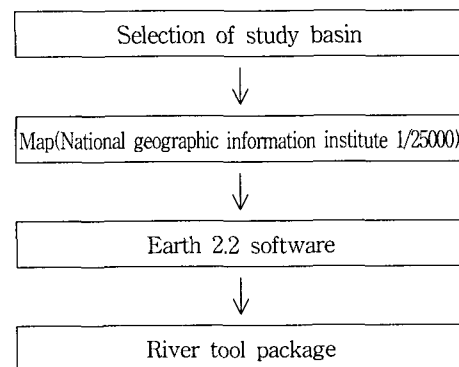 Selection of study basin
Map(National geographic information institute 1/25000)
Earth 2.2 software
River tool package